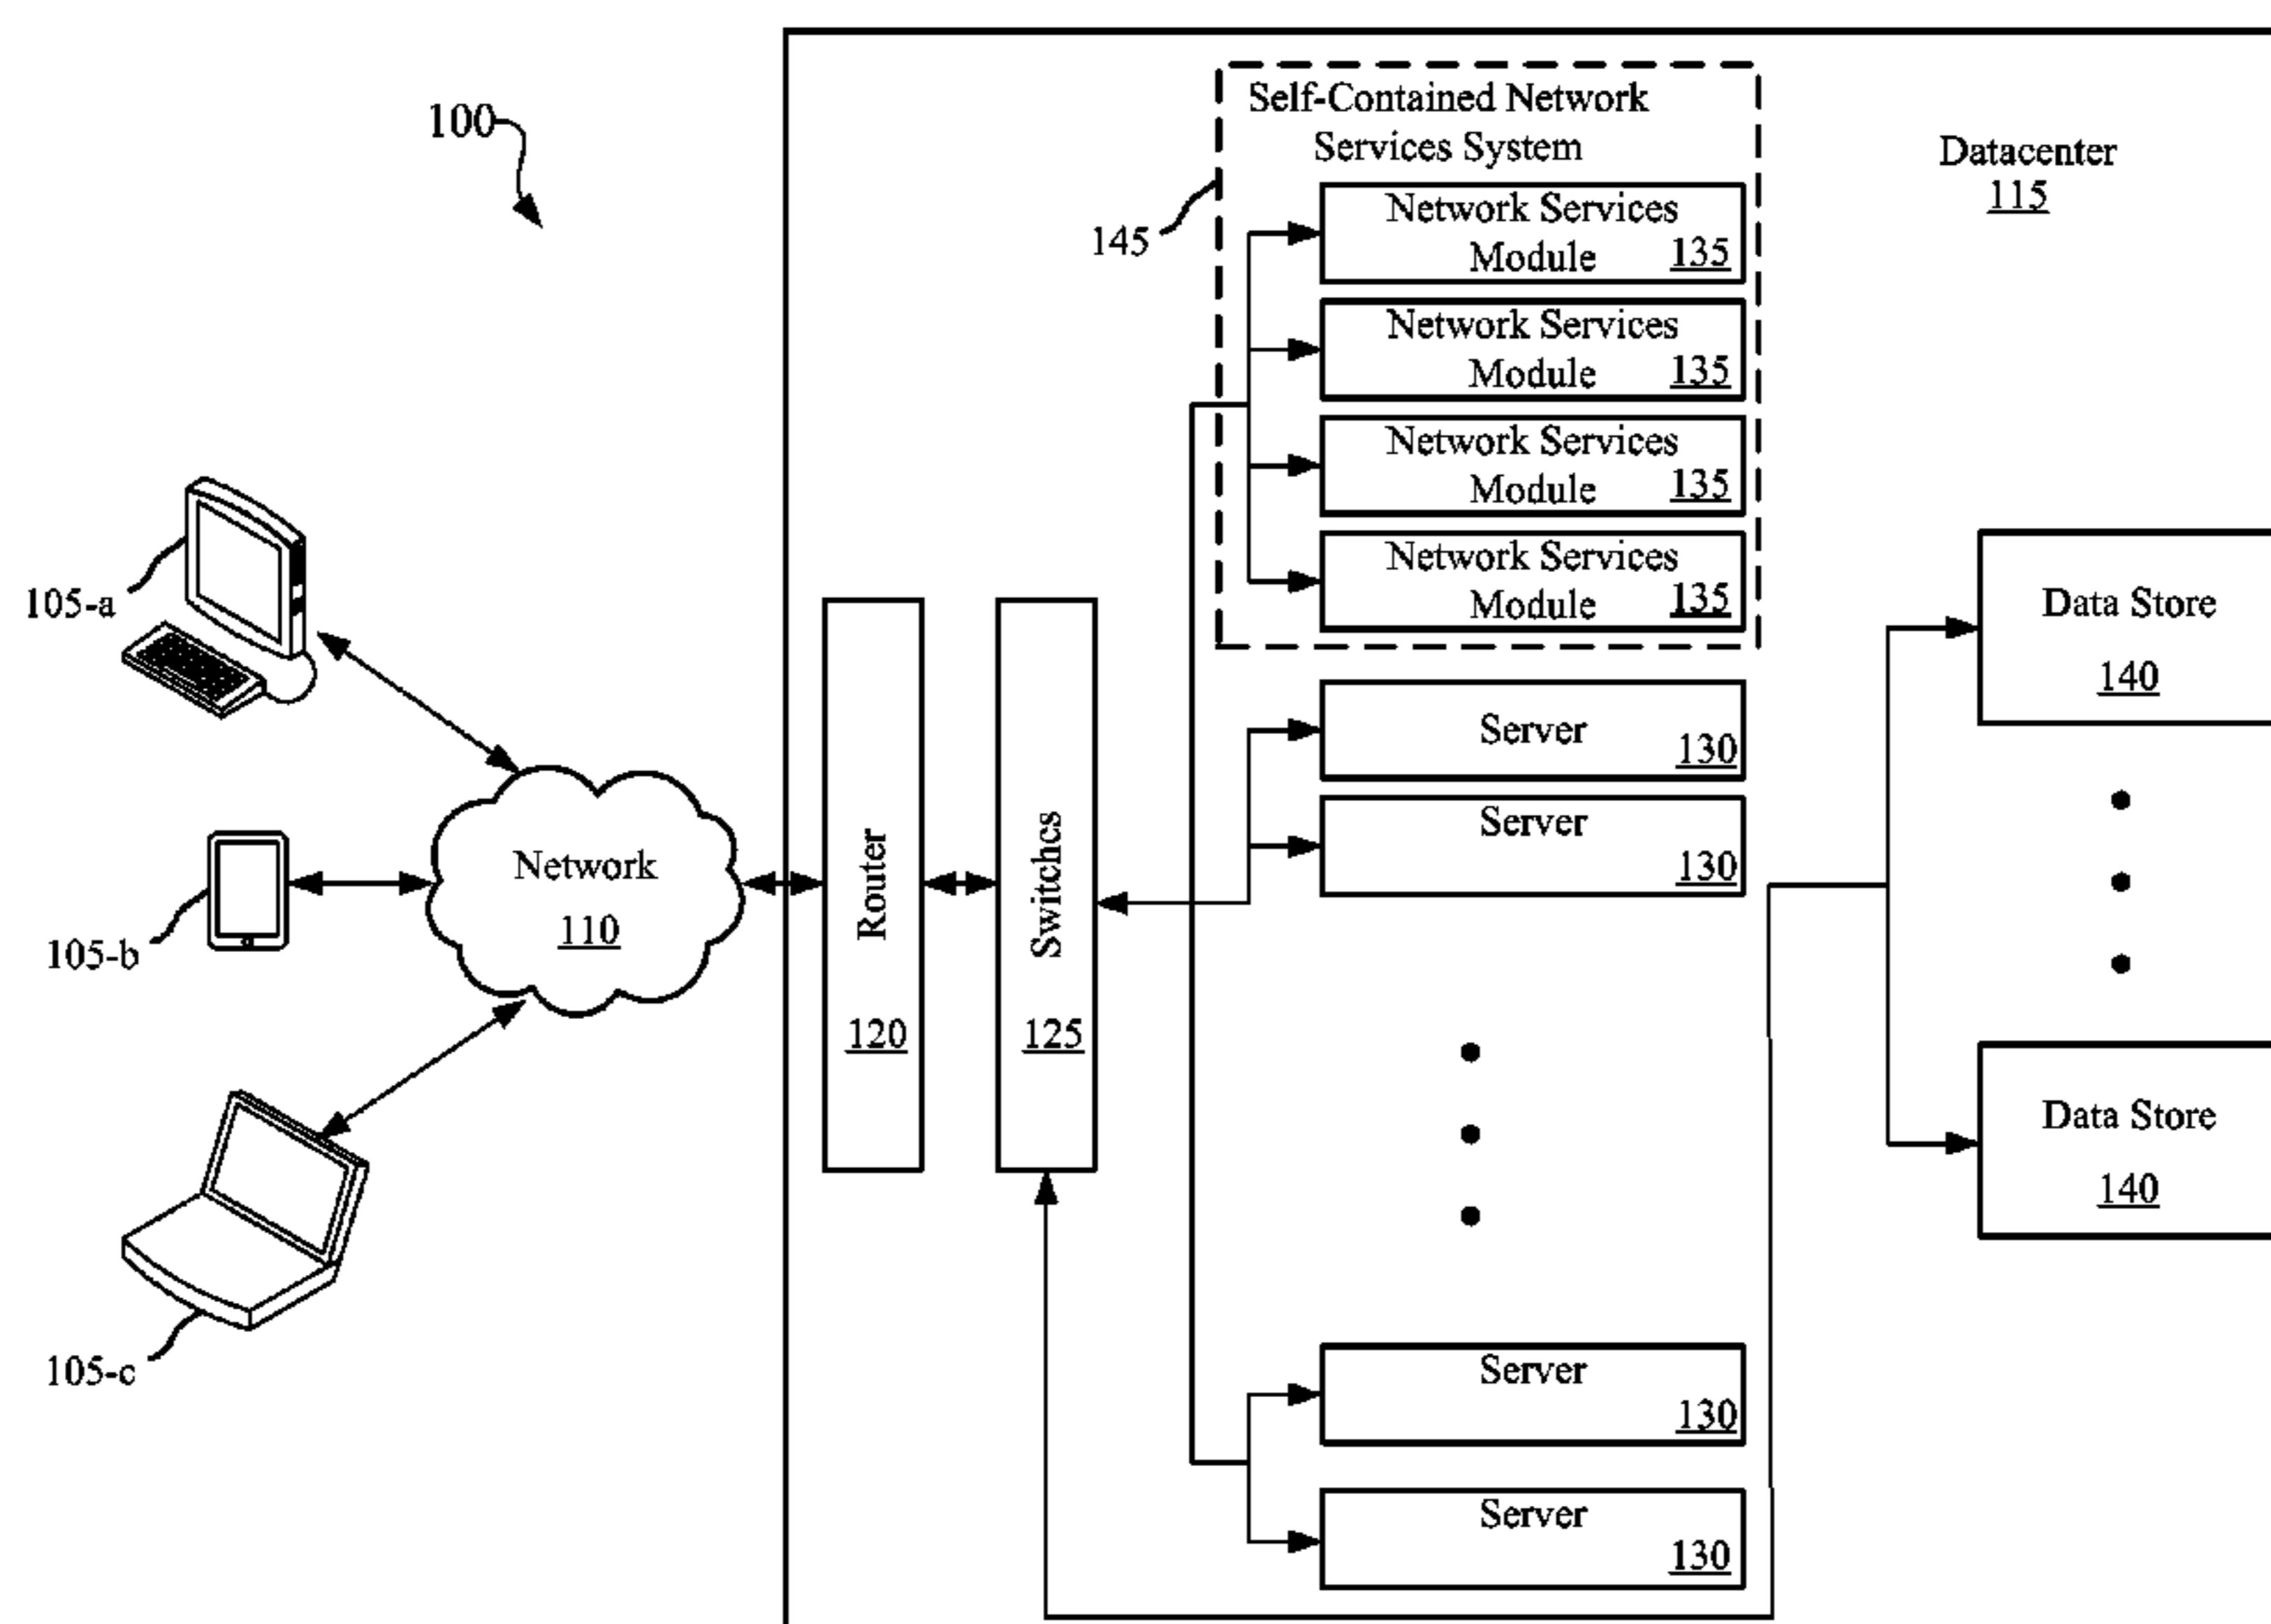 100
Self-Contained Network
Services System
Datacenter
115
145
Network Services
Module 135
Network Services
Module 135
Network Services
Module 135
Network Services
Module 135
105-a
105-b
105-c
Network
110
Router
120
Switches
125
Server
130
Server
130
Server
130
Server
130
Data Store
140
Data Store
140